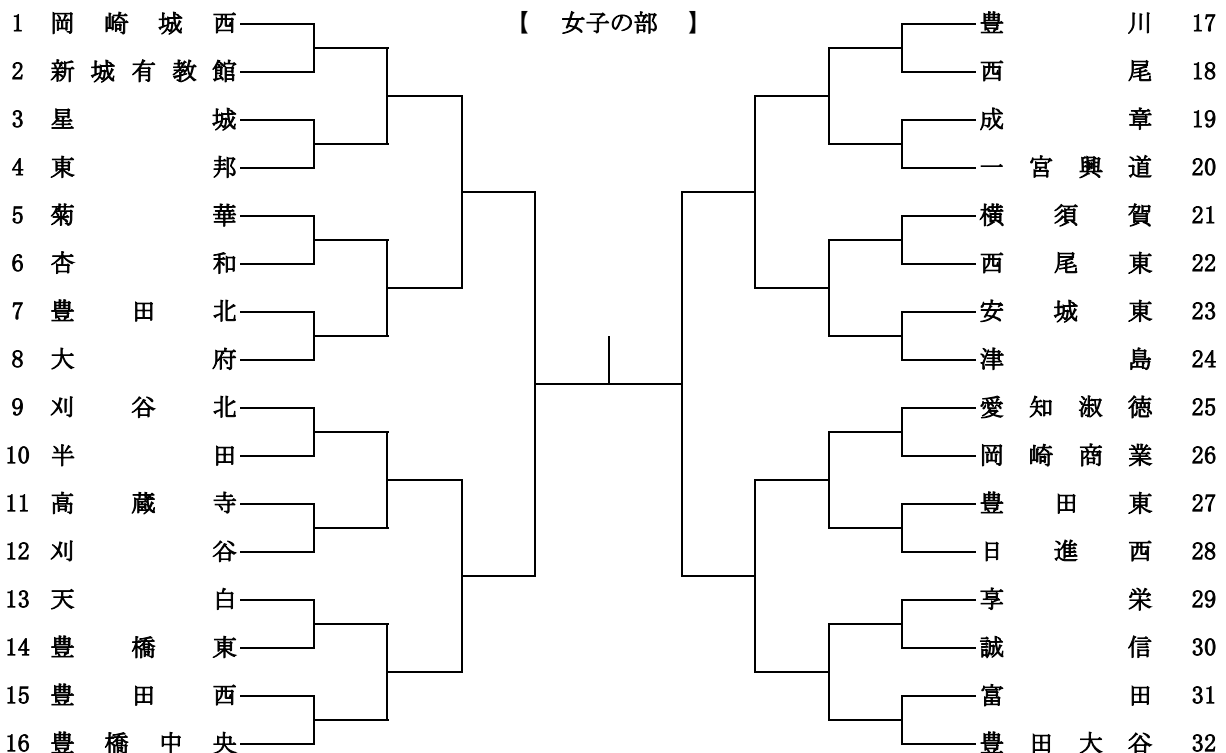 【 女子の部 】
1 岡崎城西
2 新城有教館
3 星城
4 東邦
5 菊華
6 杏和
7 豊田北
8 大府
9 刈谷北
10 半田
11 高蔵寺
12 刈谷
13 天白
14 豊橋東
15 豊田西
16 豊橋中央
豊川 17
西尾 18
成章 19
一宮興道 20
横須賀 21
西尾東 22
安城東 23
津島 24
愛知淑徳 25
岡崎商業 26
豊田東 27
日進西 28
享栄 29
誠信 30
富田 31
豊田大谷 32